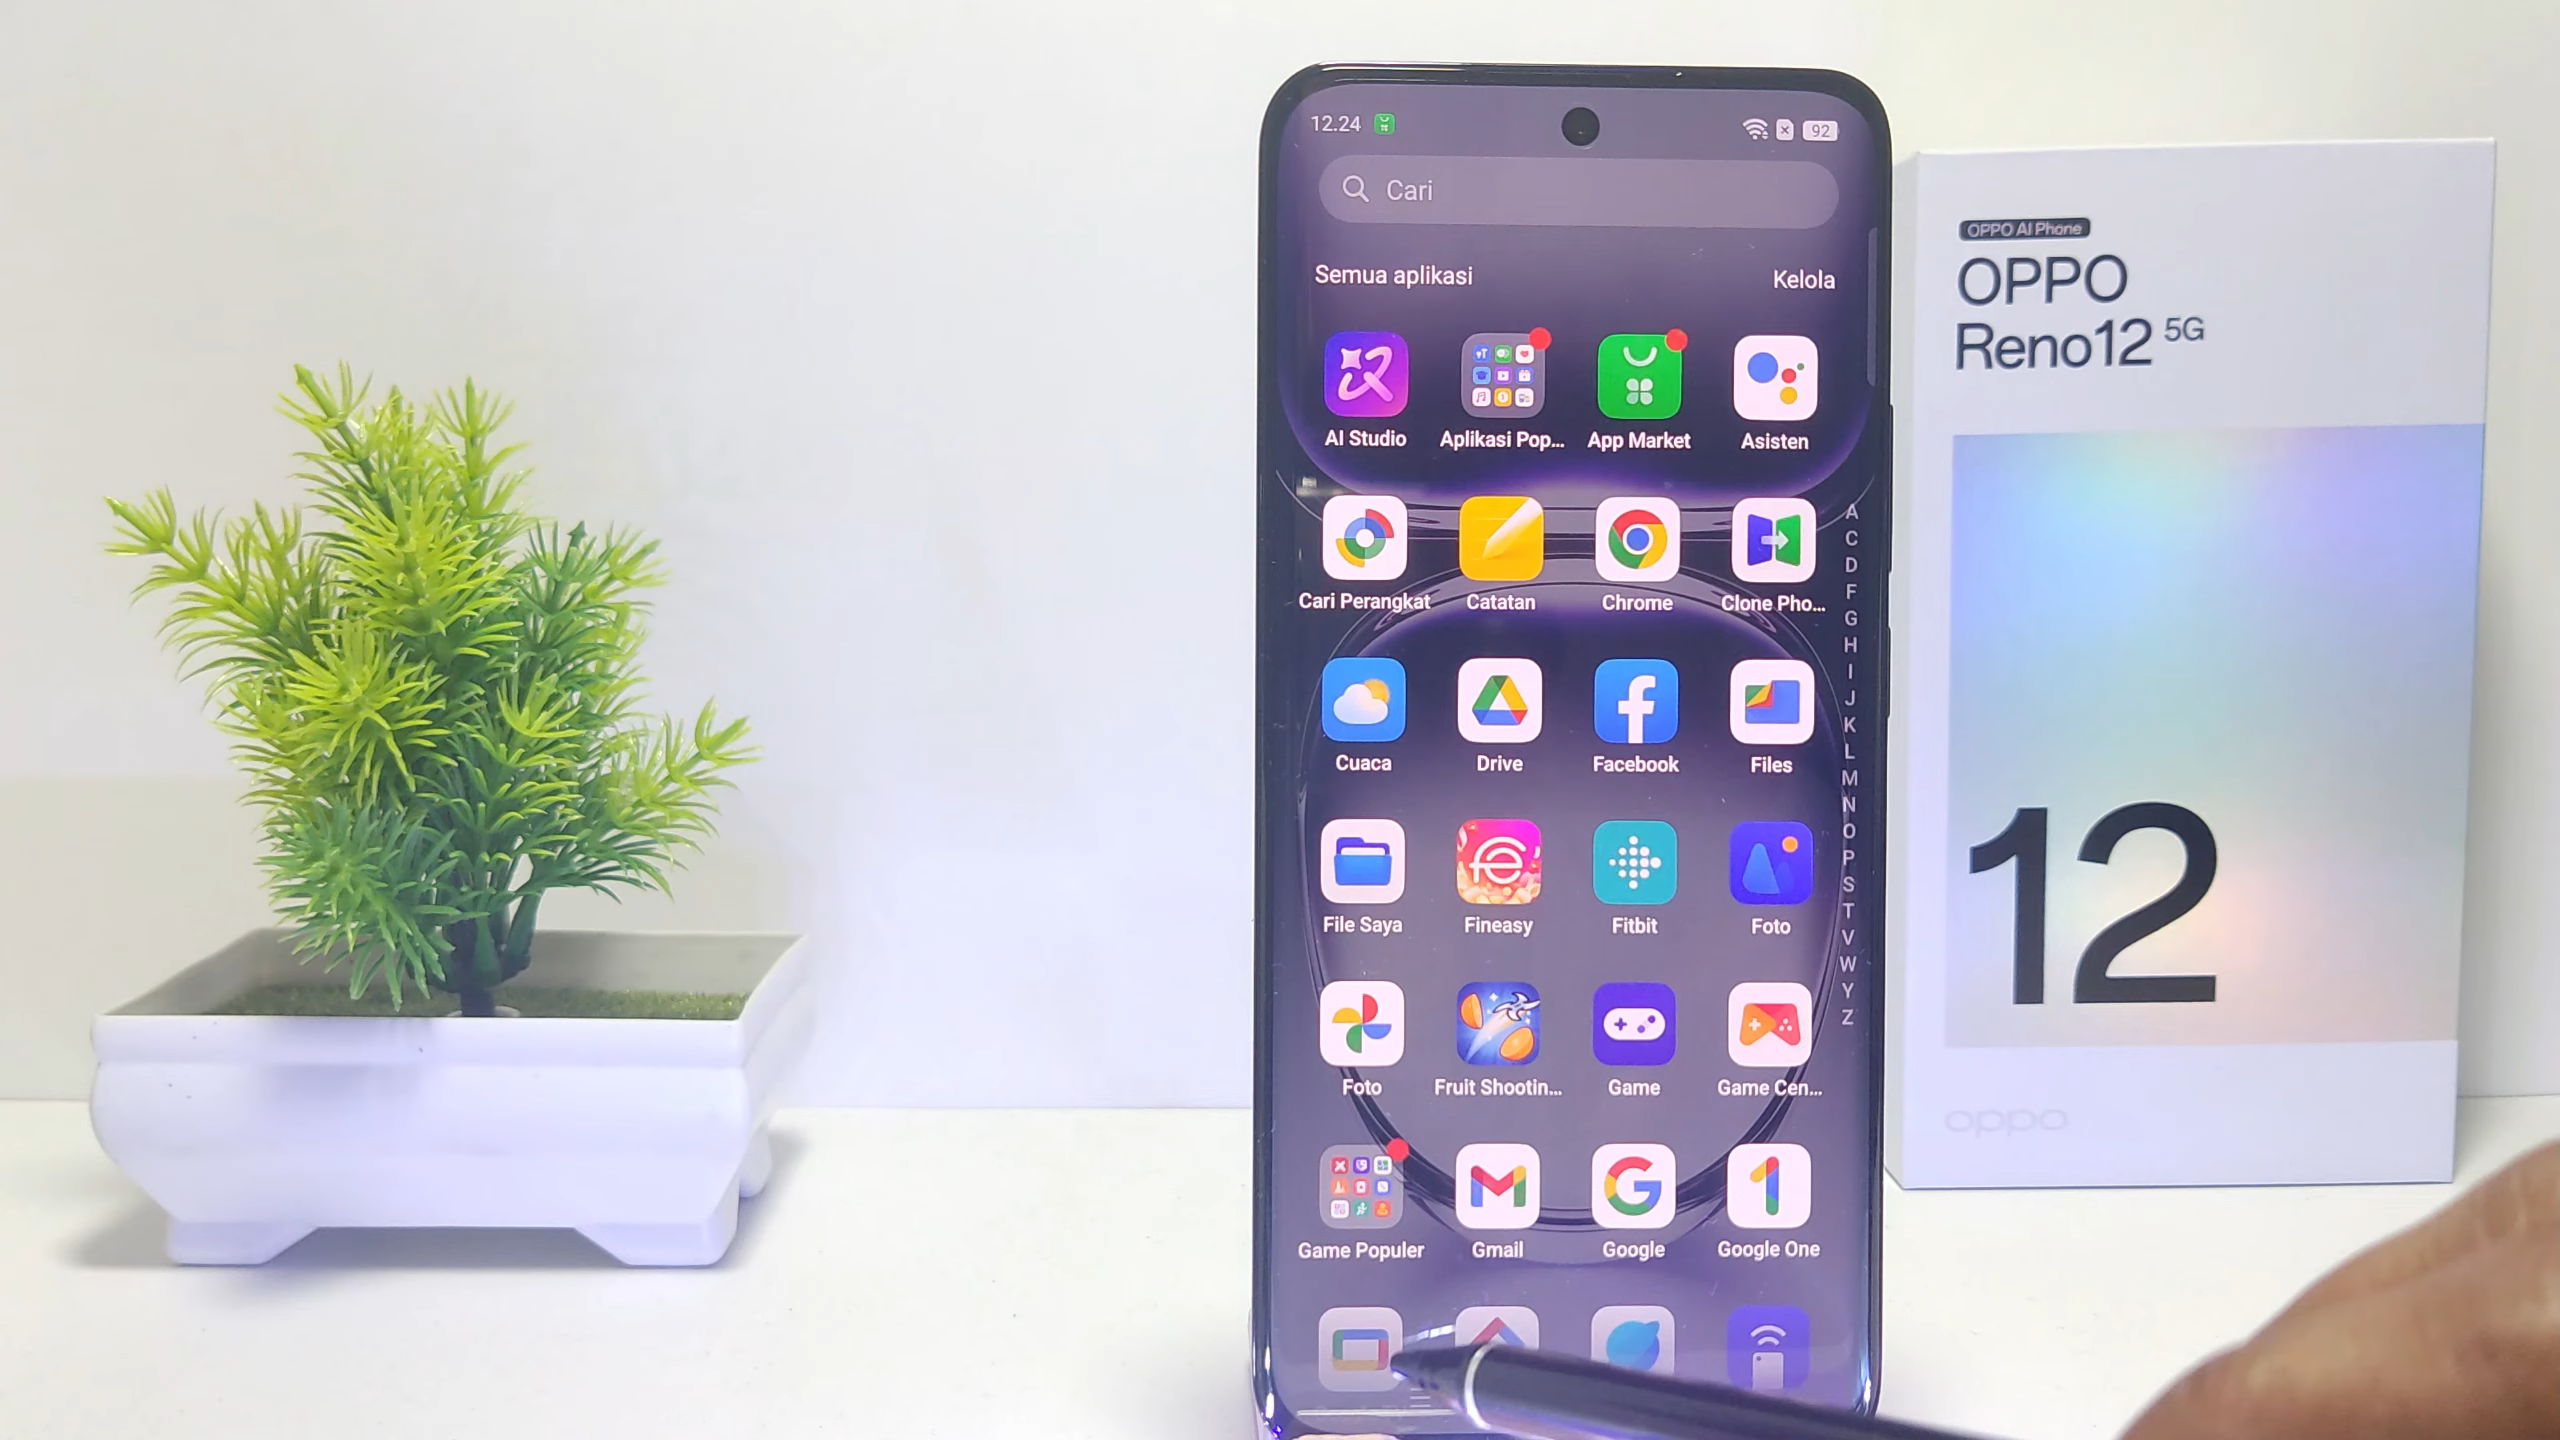 12.24
92
Cari
Semua aplikasi
Kelola
AI Studio
Aplikasi Pop...
App Market
Asisten
Cari Perangkat
Catatan
Chrome
Clone Pho...
Cuaca
Drive
Facebook
Files
File Saya
Fineasy
Fitbit
Foto
Foto
Fruit Shootin...
Game
Game Cen...
Game Populer
Gmail
Google
Google One
A
C
D
F
G
H
I
J
K
L
M
N
O
P
S
T
V
W
Y
Z
OPPO AI Phone
OPPO
Reno12 5G
12
oppo